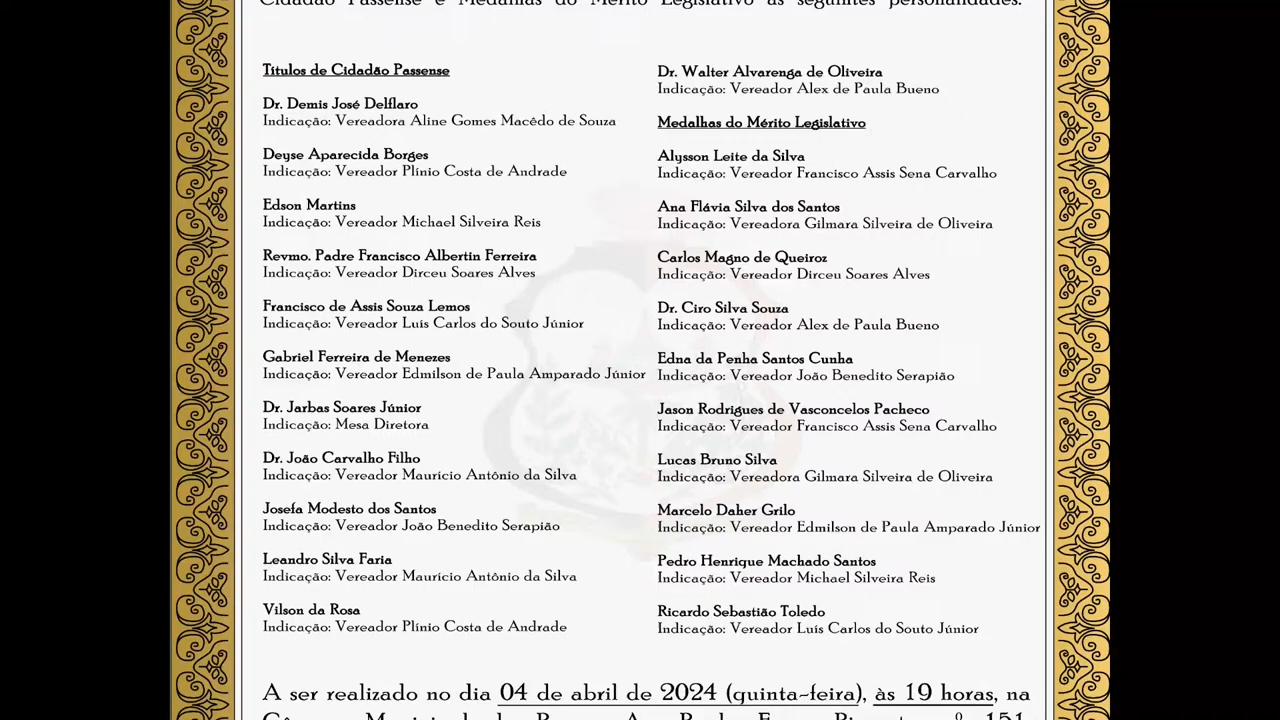 Cidadão Passense e Medalhas do Mérito Legislativo às seguintes personalidades:
Títulos de Cidadão Passense
Dr. Demis José Delflaro
Indicação: Vereadora Aline Gomes Macêdo de Souza
Deyse Aparecida Borges
Indicação: Vereador Plínio Costa de Andrade
Edson Martins
Indicação: Vereador Michael Silveira Reis
Revmo. Padre Francisco Albertin Ferreira
Indicação: Vereador Dirceu Soares Alves
Francisco de Assis Souza Lemos
Indicação: Vereador Luís Carlos do Souto Júnior
Gabriel Ferreira de Menezes
Indicação: Vereador Edmilson de Paula Amparado Júnior
Dr. Jarbas Soares Júnior
Indicação: Mesa Diretora
Dr. João Carvalho Filho
Indicação: Vereador Maurício Antônio da Silva
Josefa Modesto dos Santos
Indicação: Vereador João Benedito Serapião
Leandro Silva Faria
Indicação: Vereador Maurício Antônio da Silva
Vilson da Rosa
Indicação: Vereador Plínio Costa de Andrade
Dr. Walter Alvarenga de Oliveira
Indicação: Vereador Alex de Paula Bueno
Medalhas do Mérito Legislativo
Alysson Leite da Silva
Indicação: Vereador Francisco Assis Sena Carvalho
Ana Flávia Silva dos Santos
Indicação: Vereadora Gilmara Silveira de Oliveira
Carlos Magno de Queiroz
Indicação: Vereador Dirceu Soares Alves
Dr. Ciro Silva Souza
Indicação: Vereador Alex de Paula Bueno
Edna da Penha Santos Cunha
Indicação: Vereador João Benedito Serapião
Jason Rodrigues de Vasconcelos Pacheco
Indicação: Vereador Francisco Assis Sena Carvalho
Lucas Bruno Silva
Indicação: Vereadora Gilmara Silveira de Oliveira
Marcelo Daher Grilo
Indicação: Vereador Edmilson de Paula Amparado Júnior
Pedro Henrique Machado Santos
Indicação: Vereador Michael Silveira Reis
Ricardo Sebastião Toledo
Indicação: Vereador Luís Carlos do Souto Júnior
A ser realizado no dia 04 de abril de 2024 (quinta-feira), às 19 horas, na